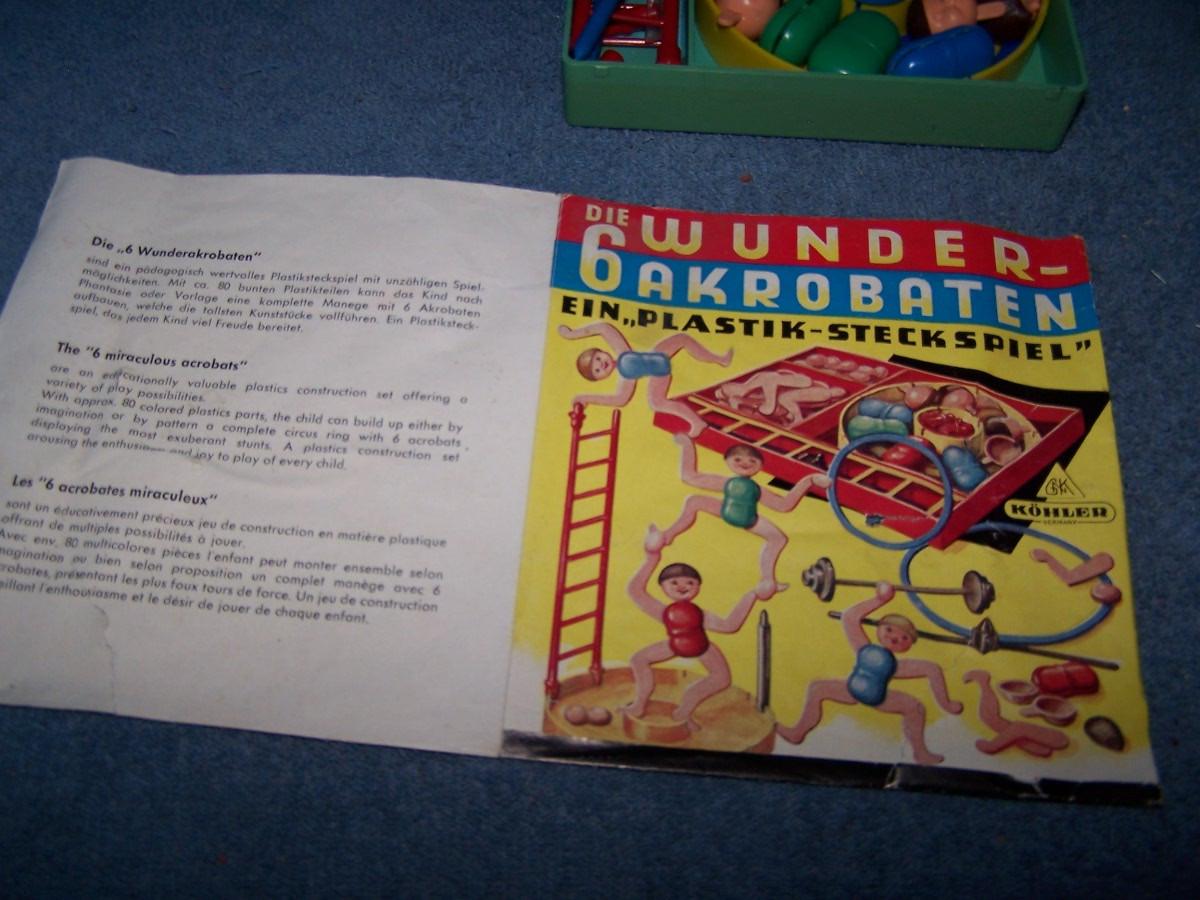 Die „6 Wunderakrobaten"
sind ein pädagogisch wertvolles Plastiksteckspiel mit unzähligen Spiel-
möglichkeiten. Mit ca. 80 bunten Plastikteilen kann das Kind nach
Phantasie oder Vorlage eine komplette Manege mit 6 Akrobaten
aufbauen, welche die tollsten Kunststücke vollführen. Ein Plastiksteck-
spiel, das jedem Kind viel Freude bereitet.
The "6 miraculous acrobats"
are an educationally valuable plastics construction set offering a
variety of play possibilities.
With approx. 80 colored plastics parts, the child can build up either by
imagination or by pattern a complete circus ring with 6 acrobats
displaying the most exuberant stunts. A plastics construction set
arousing the enthusiasm and joy to play of every child.
Les "6 acrobates miraculeux"
sont un éducativement précieux jeu de construction en matière plastique
offrant de multiples possibilités à jouer.
Avec env. 80 multicolores pièces l'enfant peut monter ensemble selon
magination ou bien selon proposition un complet manège avec 6
crobates, présentant les plus foux tours de force. Un jeu de construction
aillant l'enthousiasme et le désir de jouer de chaque enfant.
DIE WUNDER-
6 AKROBATEN
EIN „PLASTIK-STECKSPIEL"
GK
KÖHLER
GERMANY